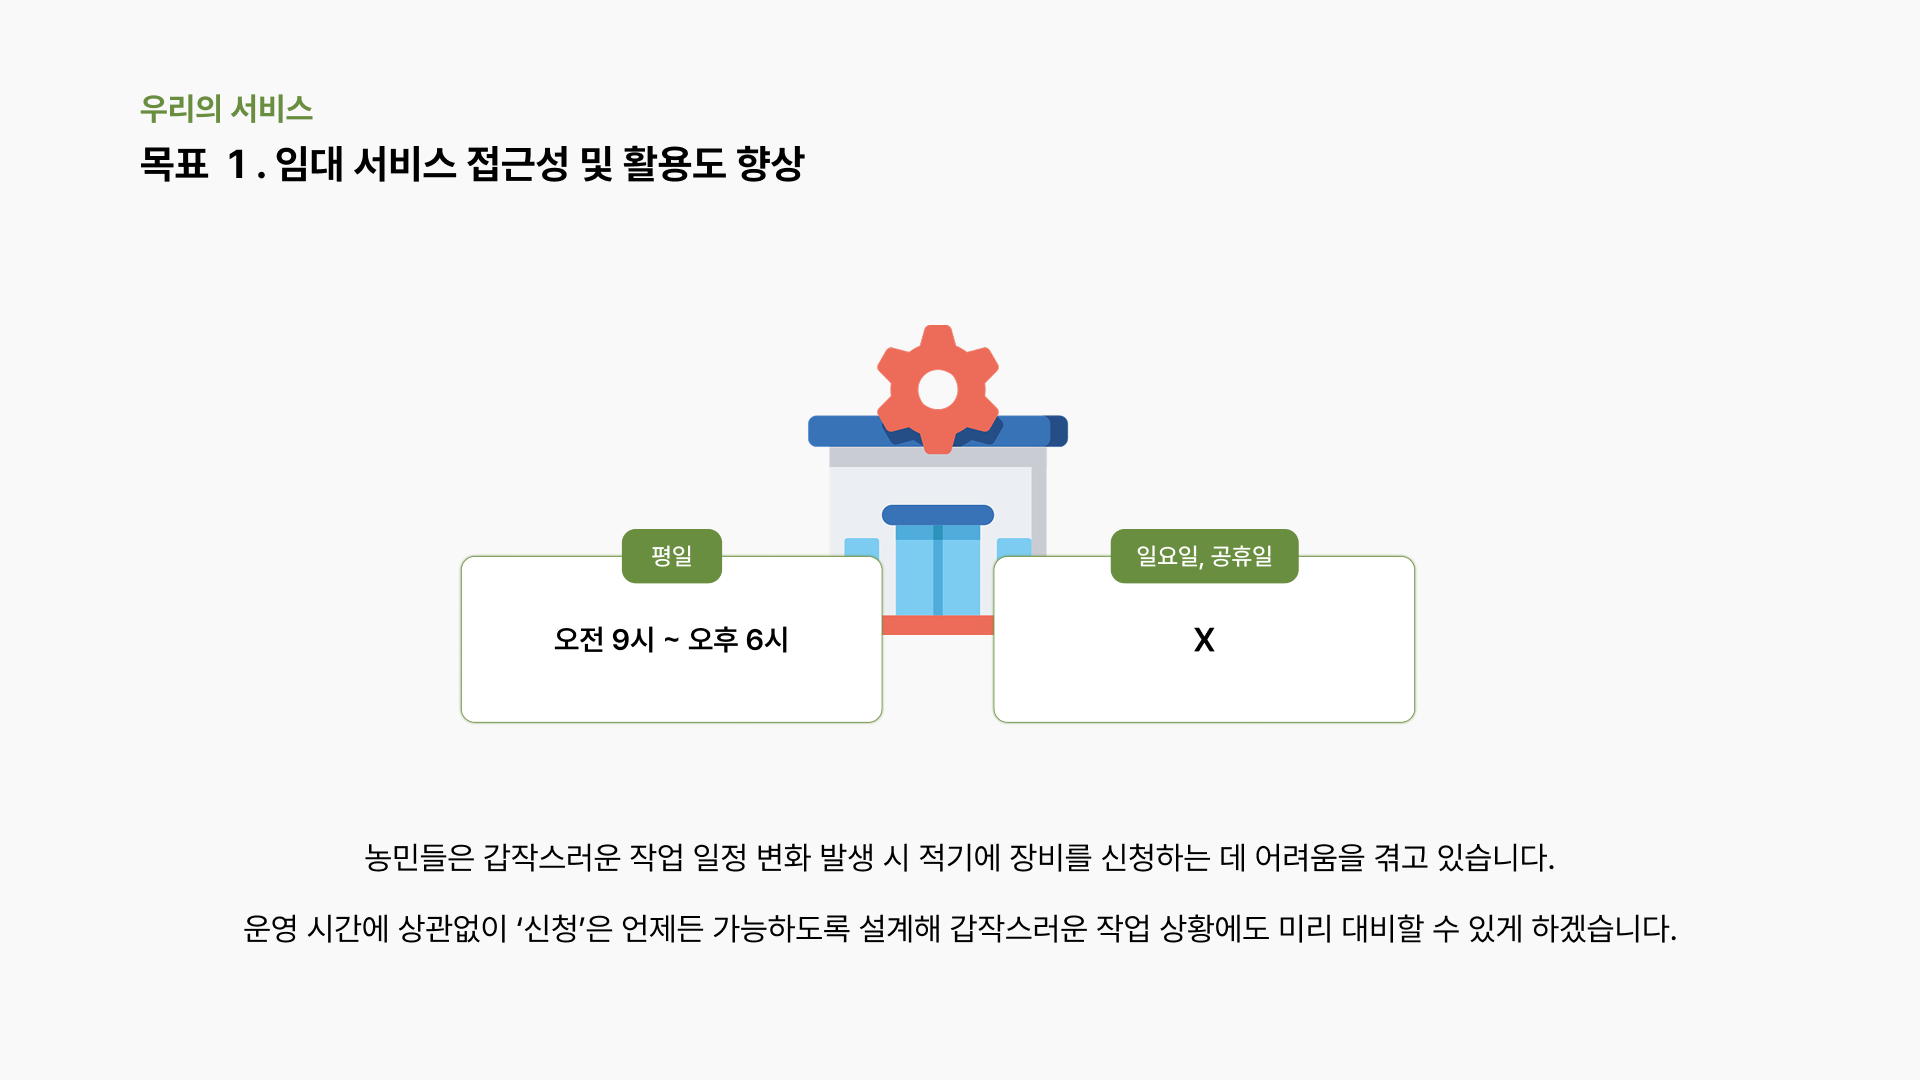 우리의 서비스
목표 1 . 임대 서비스 접근성 및 활용도 향상
평일
오전 9시 ~ 오후 6시
일요일, 공휴일
X
농민들은 갑작스러운 작업 일정 변화 발생 시 적기에 장비를 신청하는 데 어려움을 겪고 있습니다.
운영 시간에 상관없이 ‘신청’은 언제든 가능하도록 설계해 갑작스러운 작업 상황에도 미리 대비할 수 있게 하겠습니다.